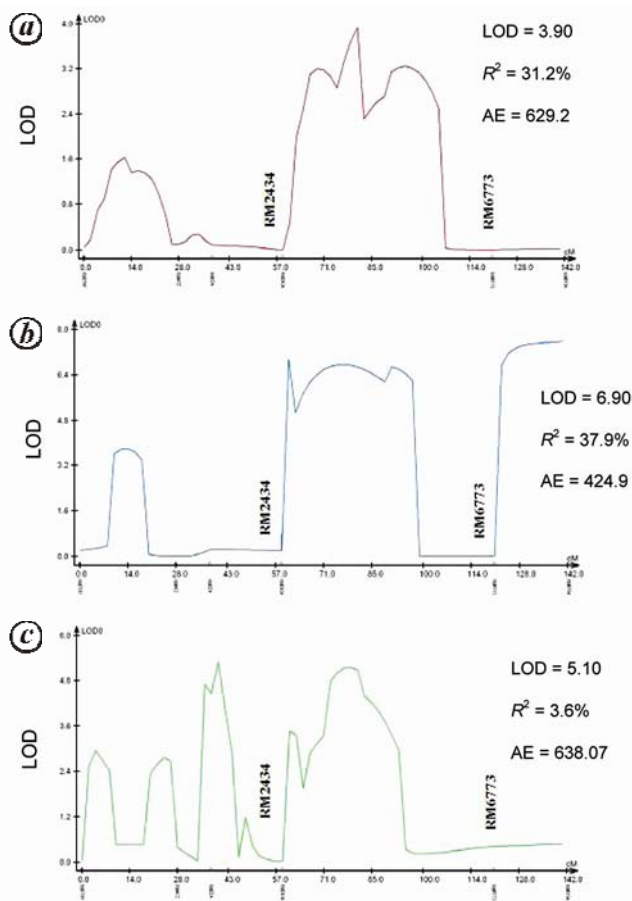 a
LOD0
4.0
3.2
2.4
1.6
0.8
0.0
LOD
RM2434
RM6773
LOD = 3.90
R² = 31.2%
AE = 629.2
0.0 14.0 28.0 43.0 57.0 71.0 85.0 100.0 114.0 128.0 142.0
cM
b
LOD0
8.0
6.4
4.8
3.2
1.6
0.0
LOD
RM2434
RM6773
LOD = 6.90
R² = 37.9%
AE = 424.9
0.0 14.0 28.0 43.0 57.0 71.0 85.0 100.0 114.0 128.0 142.0
cM
c
LOD0
6.0
4.8
3.6
2.4
1.2
0.0
LOD
RM2434
RM6773
LOD = 5.10
R² = 3.6%
AE = 638.07
0.0 14.0 28.0 43.0 57.0 71.0 85.0 100.0 114.0 128.0 142.0
cM